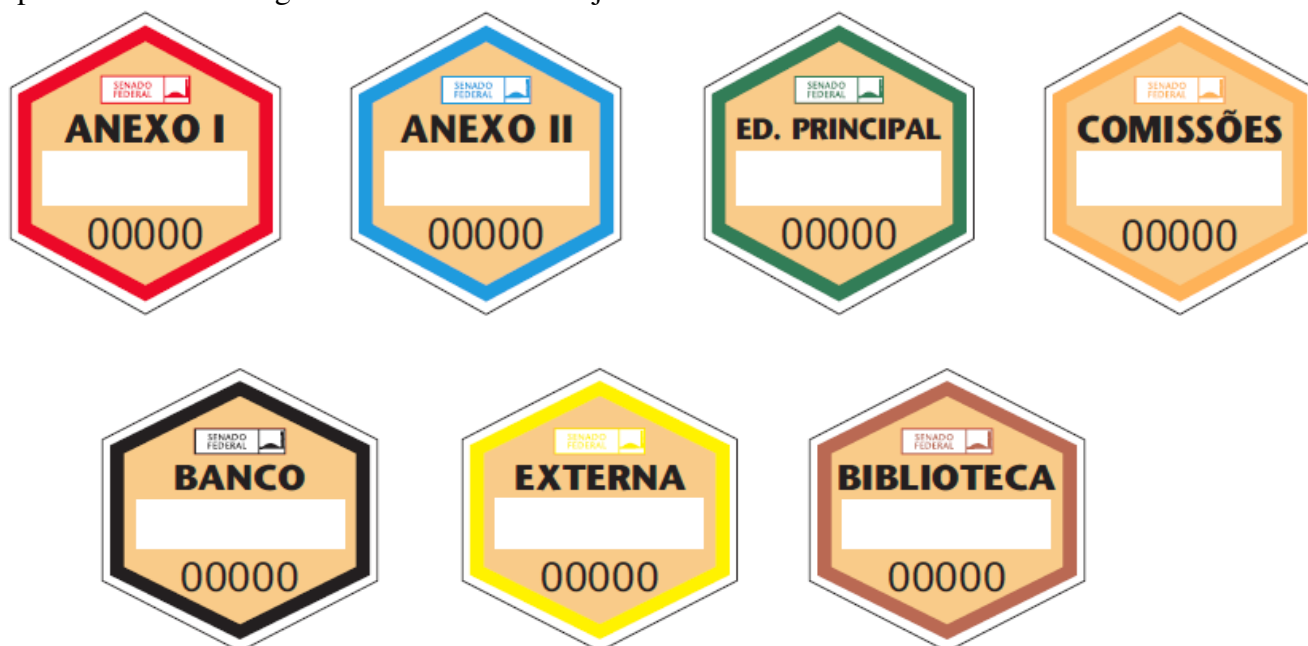 SENADO
FEDERAL
ANEXO I
00000
SENADO
FEDERAL
ANEXO II
00000
SENADO
FEDERAL
ED. PRINCIPAL
00000
SENADO
FEDERAL
COMISSÕES
00000
SENADO
FEDERAL
BANCO
00000
SENADO
FEDERAL
EXTERNA
00000
SENADO
FEDERAL
BIBLIOTECA
00000